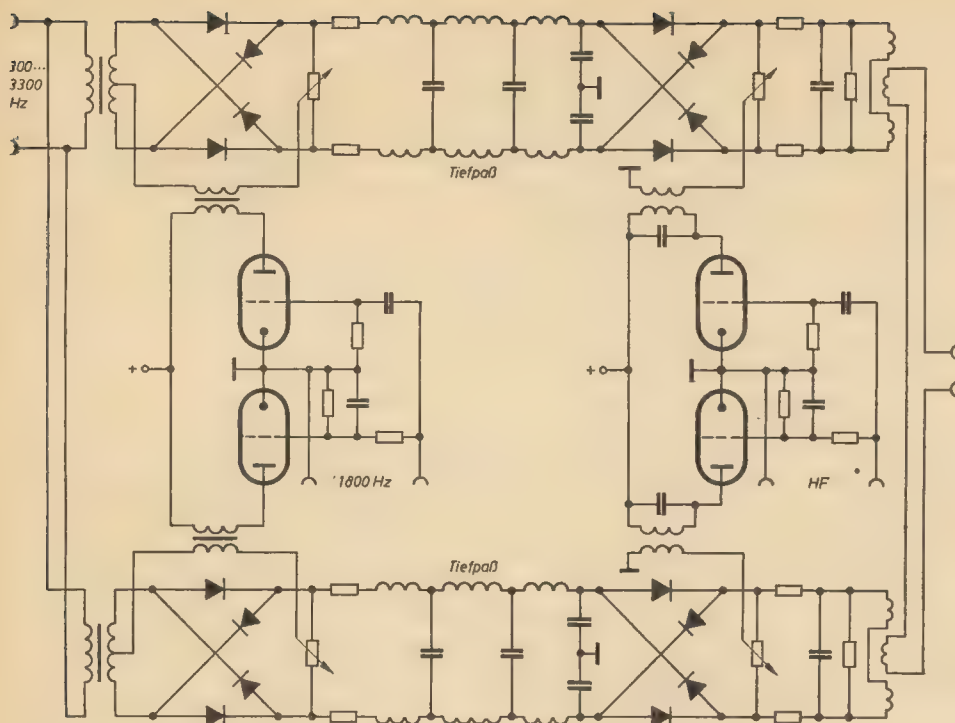 300...
3300
Hz
Tiefpaß
+
+
1800 Hz
HF
Tiefpaß